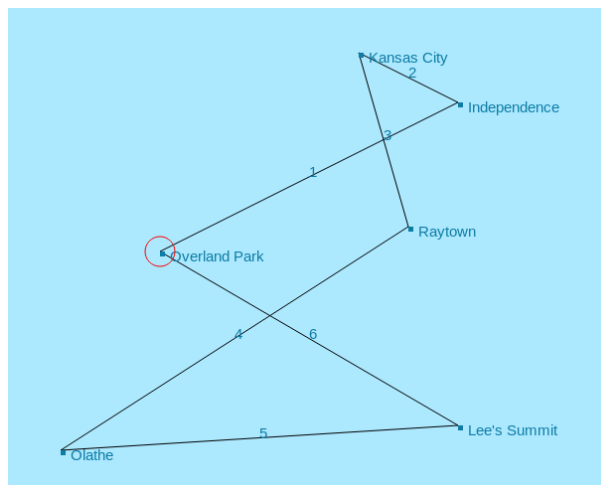 Kansas City
2
Independence
3
1
Raytown
Overland Park
4
6
Lee's Summit
5
Olathe